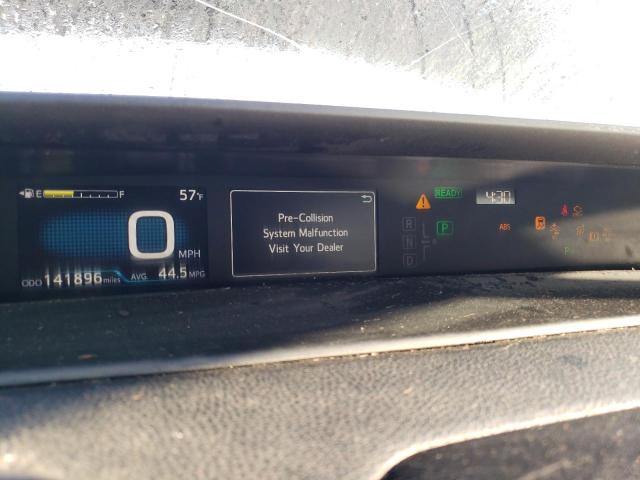 E F
57°F
0
MPH
ODO 141896 miles AVG. 44.5 MPG
Pre-Collision
System Malfunction
Visit Your Dealer
READY
4:30
R
N
D
P
ABS